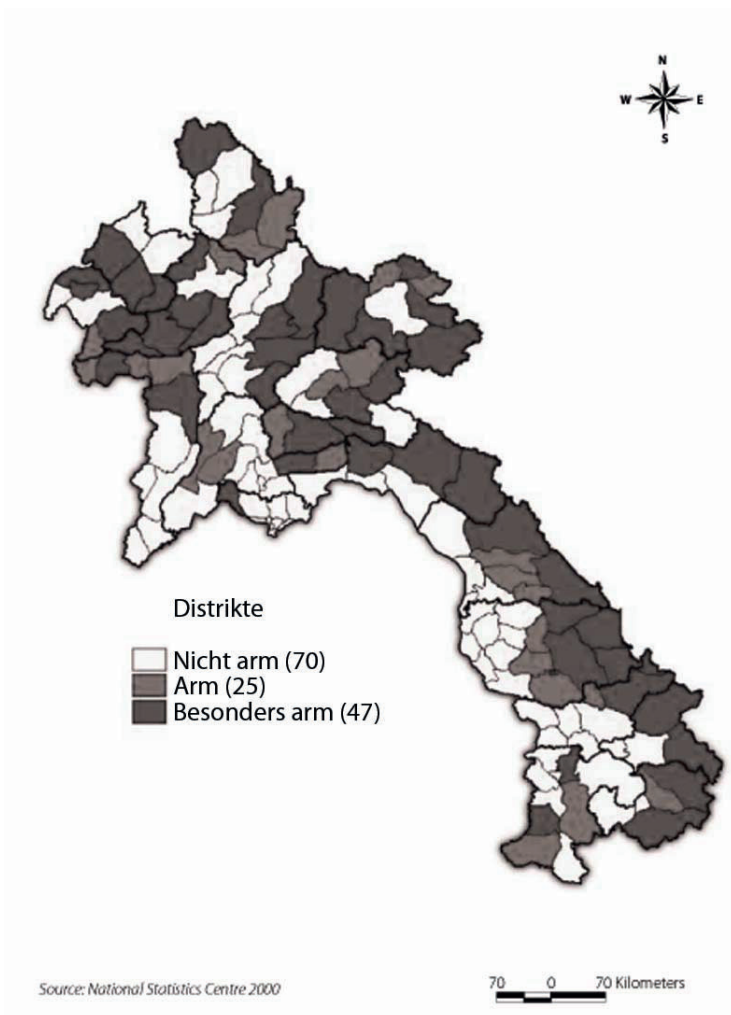 N
W E
S
Distrikte
Nicht arm (70)
Arm (25)
Besonders arm (47)
Source: National Statistics Centre 2000
70 0 70 Kilometers